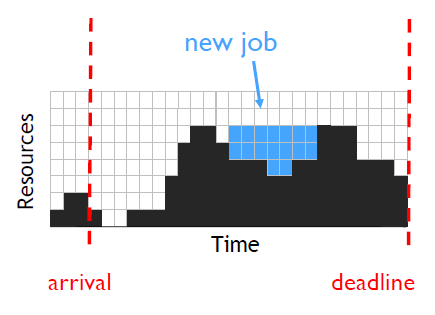 new job
Resources
Time
arrival
deadline